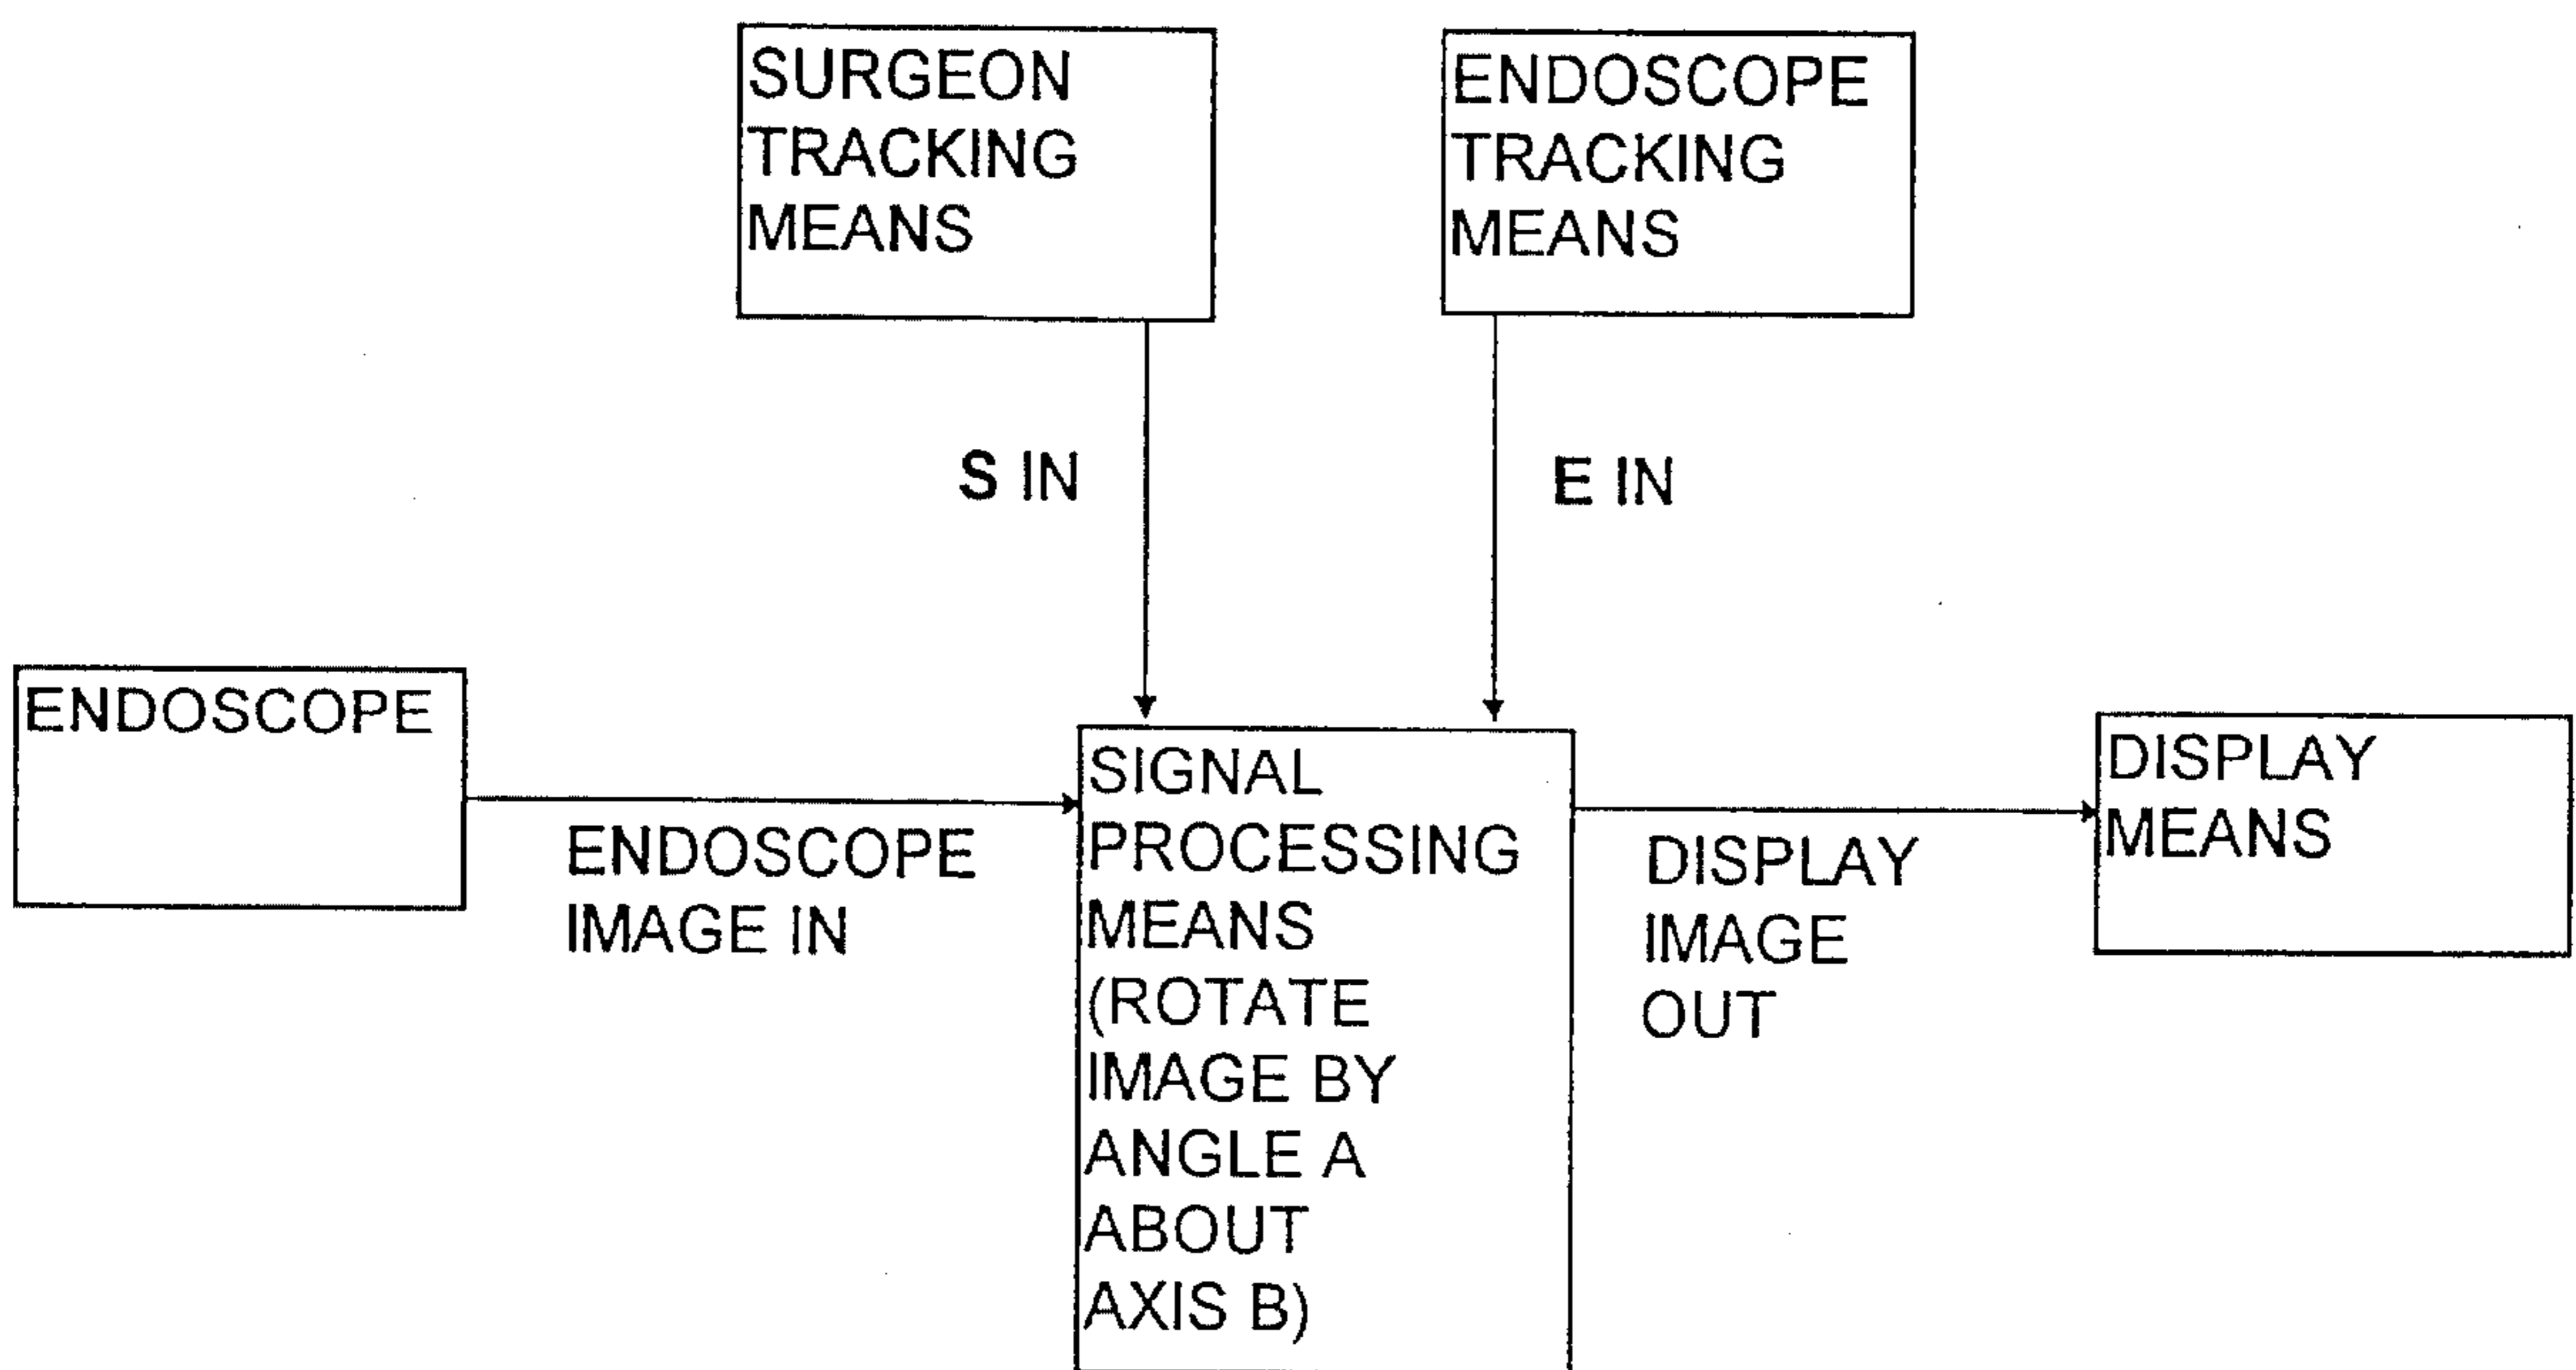 SURGEON
TRACKING
MEANS
ENDOSCOPE
TRACKING
MEANS
S IN
E IN
ENDOSCOPE
ENDOSCOPE
IMAGE IN
SIGNAL
PROCESSING
MEANS
(ROTATE
IMAGE BY
ANGLE A
ABOUT
AXIS B)
DISPLAY
IMAGE
OUT
DISPLAY
MEANS